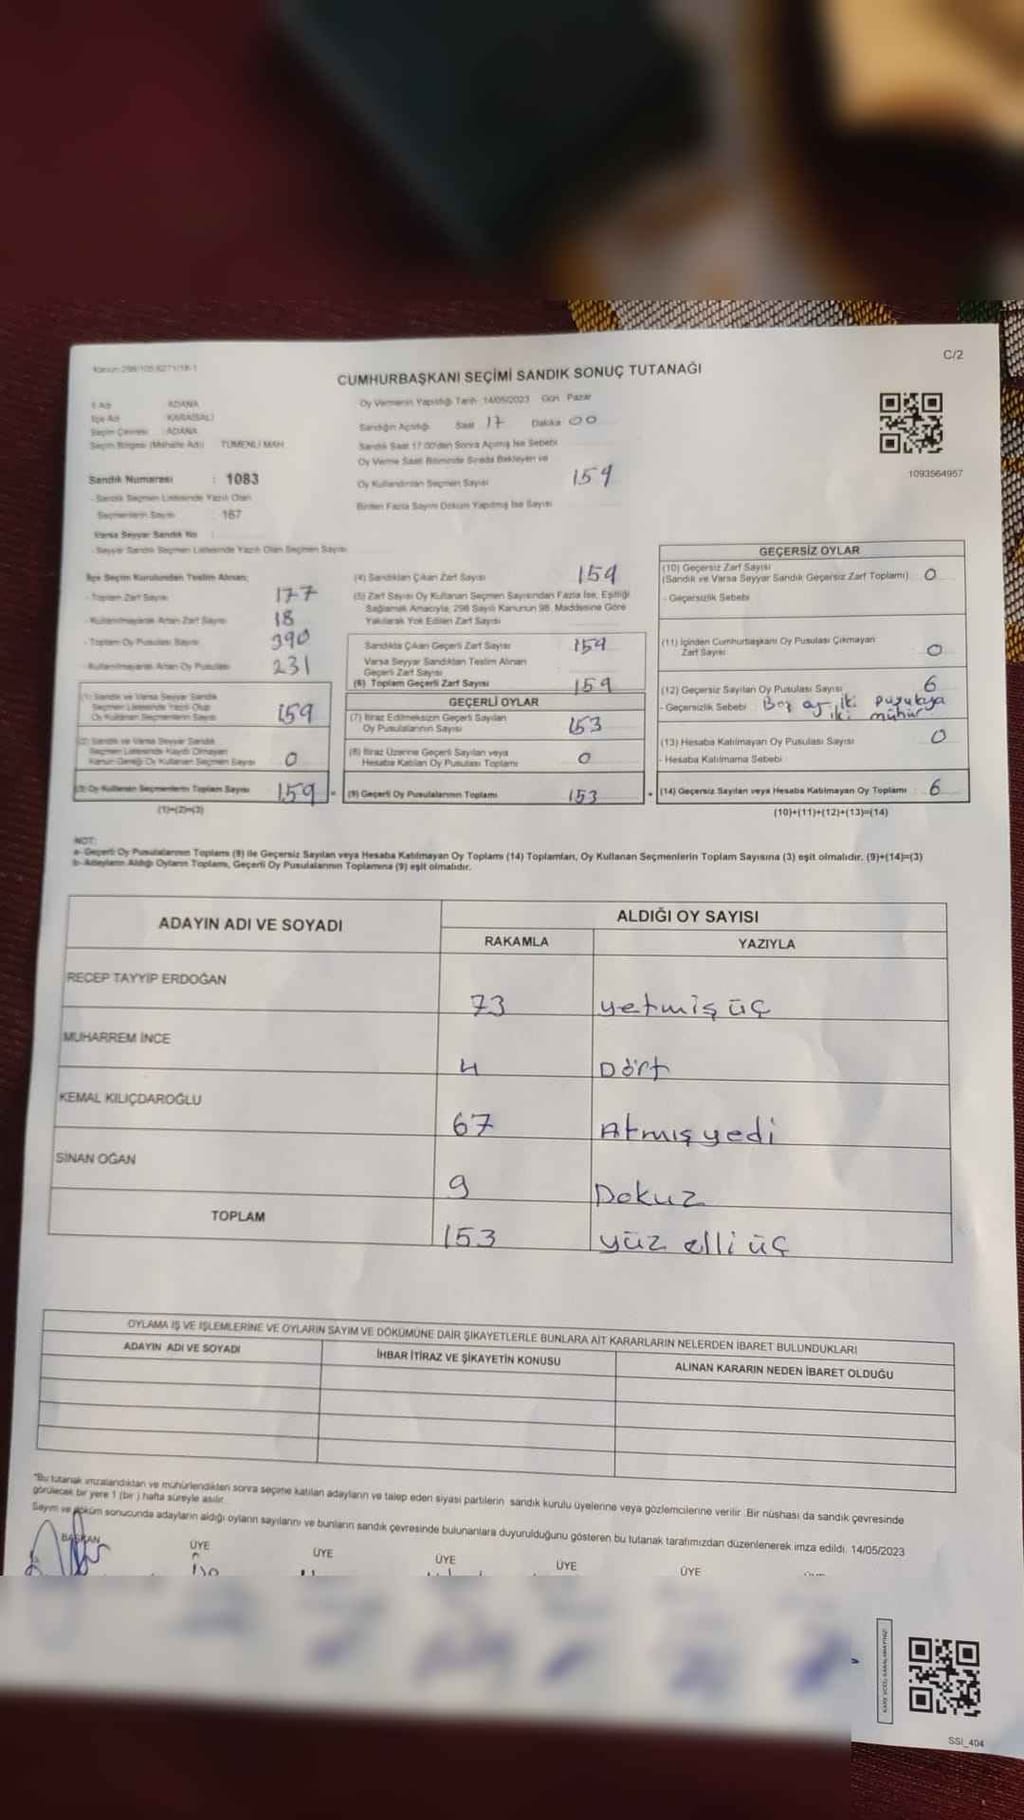 Kanun:298/105,6271/18-1
C/2
CUMHURBAŞKANI SEÇİMİ SANDIK SONUÇ TUTANAĞI
İl Adı ADANA
İlçe Adı KARAİSALI
Seçim Çevresi : ADANA
Seçim Bölgesi (Mahalle Adı) TÜMENLİ MAH
Sandık Numarası : 1083
- Sandık Seçmen Listesinde Yazılı Olan
Seçmenlerin Sayısı : 167
Varsa Seyyar Sandık No :
- Seyyar Sandık Seçmen Listesinde Yazılı Olan Seçmen Sayısı
Oy Vermenin Yapıldığı Tarih 14/05/2023 Gün Pazar
Sandığın Açıldığı Saat 17 Dakika 00
Sandık Saat 17.00'den Sonra Açılmış İse Sebebi
Oy Verme Saati Bitiminde Sırada Bekleyen ve
Oy Kullandırılan Seçmen Sayısı 159
Birden Fazla Sayım Döküm Yapılmış İse Sayısı
1093564957
İlçe Seçim Kurulundan Teslim Alınan;
- Toplam Zarf Sayısı 177
- Kullanılmayarak Artan Zarf Sayısı 18
- Toplam Oy Pusulası Sayısı 390
- Kullanılmayarak Artan Oy Pusulası 231
(1) Sandık ve Varsa Seyyar Sandık
Seçmen Listesinde Yazılı Olup
Oy Kullanan Seçmenlerin Sayısı 159
(2) Sandık ve Varsa Seyyar Sandık
Seçmen Listesinde Kaydı Olmayan
Kanun Gereği Oy Kullanan Seçmen Sayısı 0
(3) Oy Kullanan Seçmenlerin Toplam Sayısı 159 =
(1)+(2)=(3)
(4) Sandıktan Çıkan Zarf Sayısı 159
(5) Zarf Sayısı Oy Kullanan Seçmen Sayısından Fazla İse, Eşitliği
Sağlamak Amacıyla, 298 Sayılı Kanunun 98. Maddesine Göre
Yakılarak Yok Edilen Zarf Sayısı
Sandıkta Çıkan Geçerli Zarf Sayısı 159
Varsa Seyyar Sandıktan Teslim Alınan
Geçerli Zarf Sayısı
(6) Toplam Geçerli Zarf Sayısı 159
GEÇERLİ OYLAR
(7) İtiraz Edilmeksizin Geçerli Sayılan
Oy Pusulalarının Sayısı 153
(8) İtiraz Üzerine Geçerli Sayılan veya
Hesaba Katılan Oy Pusulası Toplamı 0
(9) Geçerli Oy Pusulalarının Toplamı 153 +
GEÇERSİZ OYLAR
(10) Geçersiz Zarf Sayısı
(Sandık ve Varsa Seyyar Sandık Geçersiz Zarf Toplamı) 0
- Geçersizlik Sebebi
(11) İçinden Cumhurbaşkanı Oy Pusulası Çıkmayan
Zarf Sayısı 0
(12) Geçersiz Sayılan Oy Pusulası Sayısı 6
- Geçersizlik Sebebi Boş oy iki pusulaya
iki mühür
(13) Hesaba Katılmayan Oy Pusulası Sayısı 0
- Hesaba Katılmama Sebebi
(14) Geçersiz Sayılan veya Hesaba Katılmayan Oy Toplamı 6
(10)+(11)+(12)+(13)=(14)
NOT:
a- Geçerli Oy Pusulalarının Toplamı (9) ile Geçersiz Sayılan veya Hesaba Katılmayan Oy Toplamı (14) Toplamları, Oy Kullanan Seçmenlerin Toplam Sayısına (3) eşit olmalıdır. (9)+(14)=(3)
b- Adayların Aldığı Oyların Toplamı, Geçerli Oy Pusulalarının Toplamına (9) eşit olmalıdır.
ADAYIN ADI VE SOYADI ALDIĞI OY SAYISI
RAKAMLA YAZIYLA
RECEP TAYYİP ERDOĞAN 73 yetmiş üç
MUHARREM İNCE 4 Dört
KEMAL KILIÇDAROĞLU 67 Atmış yedi
SİNAN OĞAN 9 Dokuz
TOPLAM 153 yüz elli üç
OYLAMA İŞ VE İŞLEMLERİNE VE OYLARIN SAYIM VE DÖKÜMÜNE DAİR ŞİKAYETLERLE BUNLARA AİT KARARLARIN NELERDEN İBARET BULUNDUKLARI
ADAYIN ADI VE SOYADI İHBAR İTİRAZ VE ŞİKAYETİN KONUSU ALINAN KARARIN NEDEN İBARET OLDUĞU
"Bu tutanak imzalandıktan ve mühürlendikten sonra seçime katılan adayların ve talep eden siyasi partilerin sandık kurulu üyelerine veya gözlemcilerine verilir. Bir nüshası da sandık çevresinde
görülecek bir yere 1 (bir) hafta süreyle asılır.
Sayım ve döküm sonucunda adayların aldığı oyların sayılarını ve bunların sandık çevresinde bulunanlara duyurulduğunu gösteren bu tutanak tarafımızdan düzenlenerek imza edildi. 14/05/2023
BAŞKAN ÜYE ÜYE ÜYE ÜYE ÜYE
SSI_404